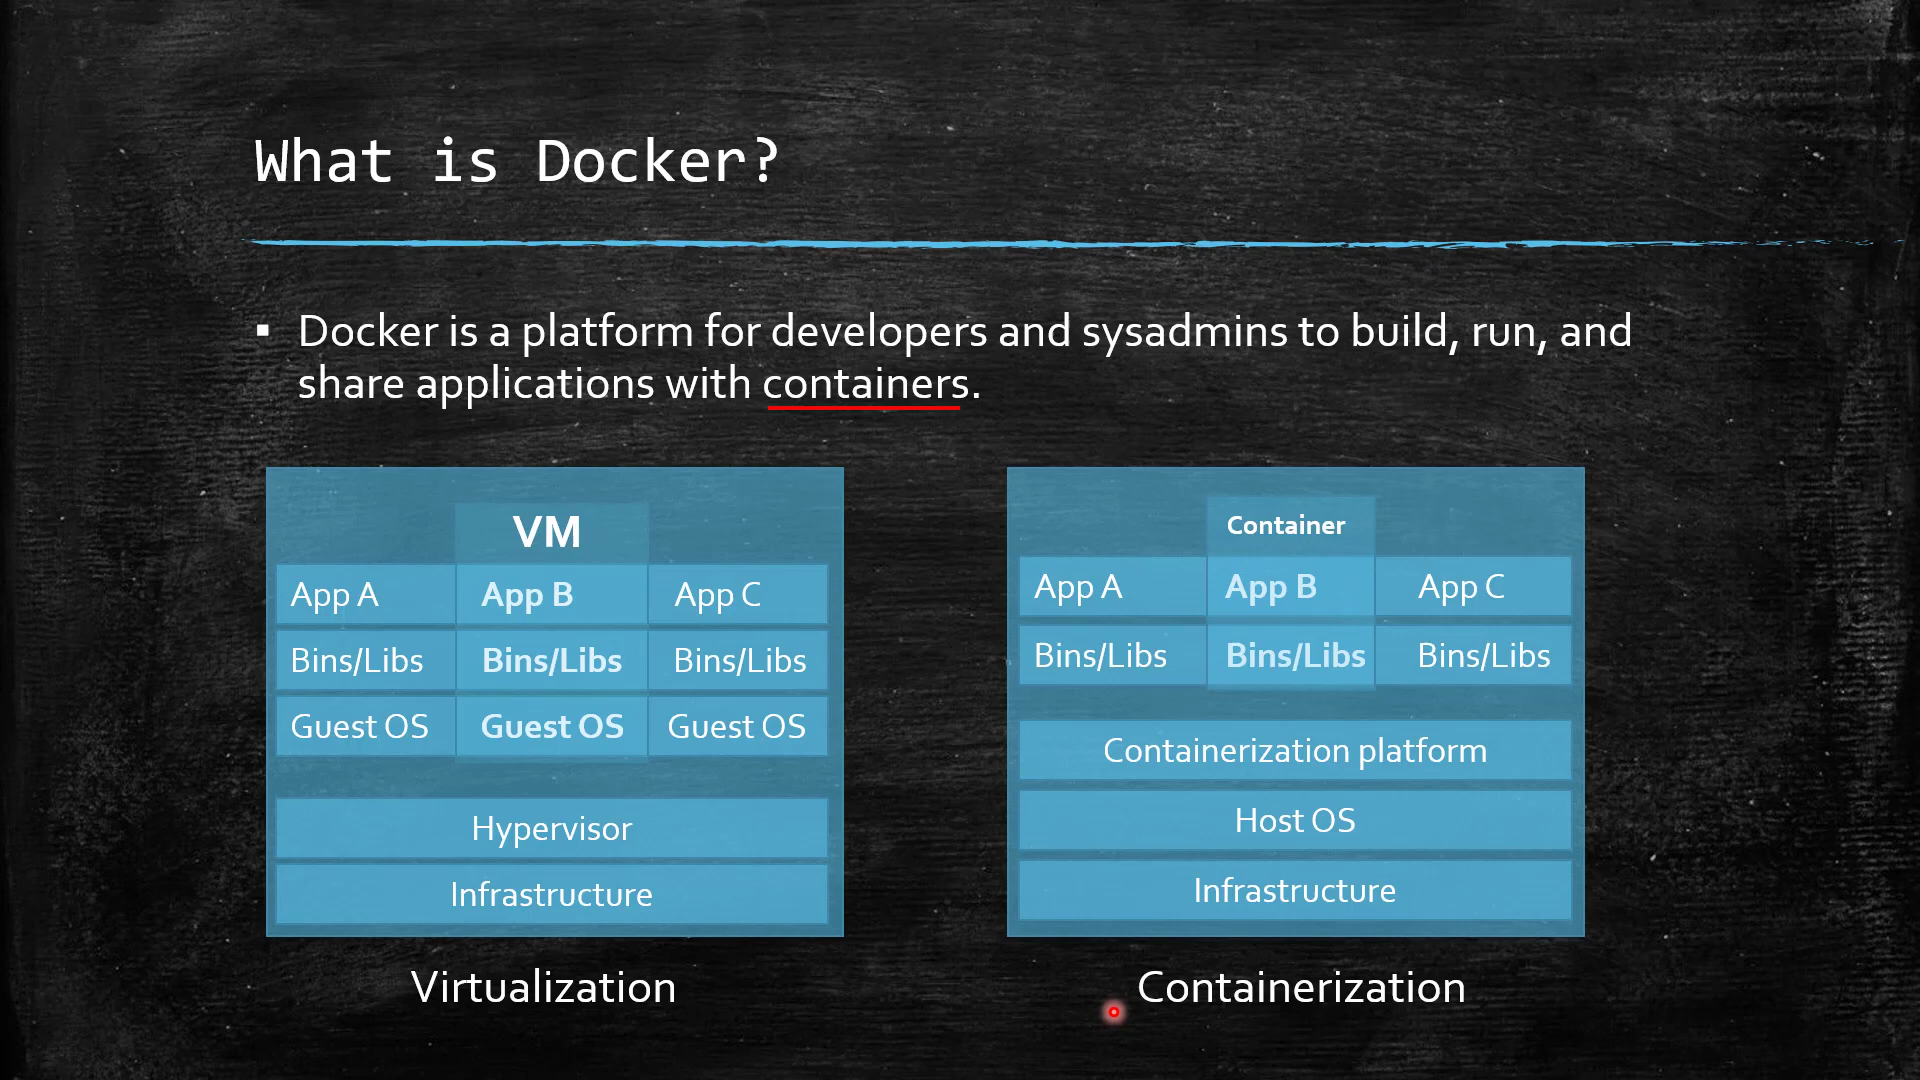 What is Docker?
▪ Docker is a platform for developers and sysadmins to build, run, and
share applications with containers.
VM
App A App B App C
Bins/Libs Bins/Libs Bins/Libs
Guest OS Guest OS Guest OS
Hypervisor
Infrastructure
Virtualization
Container
App A App B App C
Bins/Libs Bins/Libs Bins/Libs
Containerization platform
Host OS
Infrastructure
Containerization